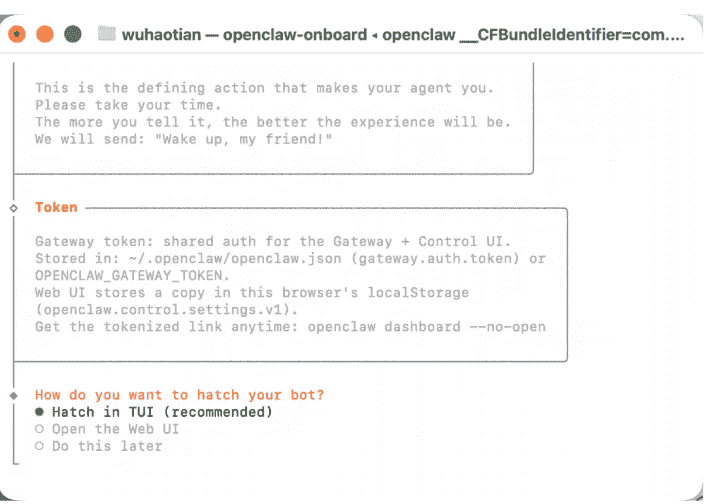 wuhaotian — openclaw-onboard ◂ openclaw __CFBundleIdentifier=com....
This is the defining action that makes your agent you.
Please take your time.
The more you tell it, the better the experience will be.
We will send: "Wake up, my friend!"
Token
Gateway token: shared auth for the Gateway + Control UI.
Stored in: ~/.openclaw/openclaw.json (gateway.auth.token) or
OPENCLAW_GATEWAY_TOKEN.
Web UI stores a copy in this browser's localStorage
(openclaw.control.settings.v1).
Get the tokenized link anytime: openclaw dashboard --no-open
How do you want to hatch your bot?
● Hatch in TUI (recommended)
○ Open the Web UI
○ Do this later